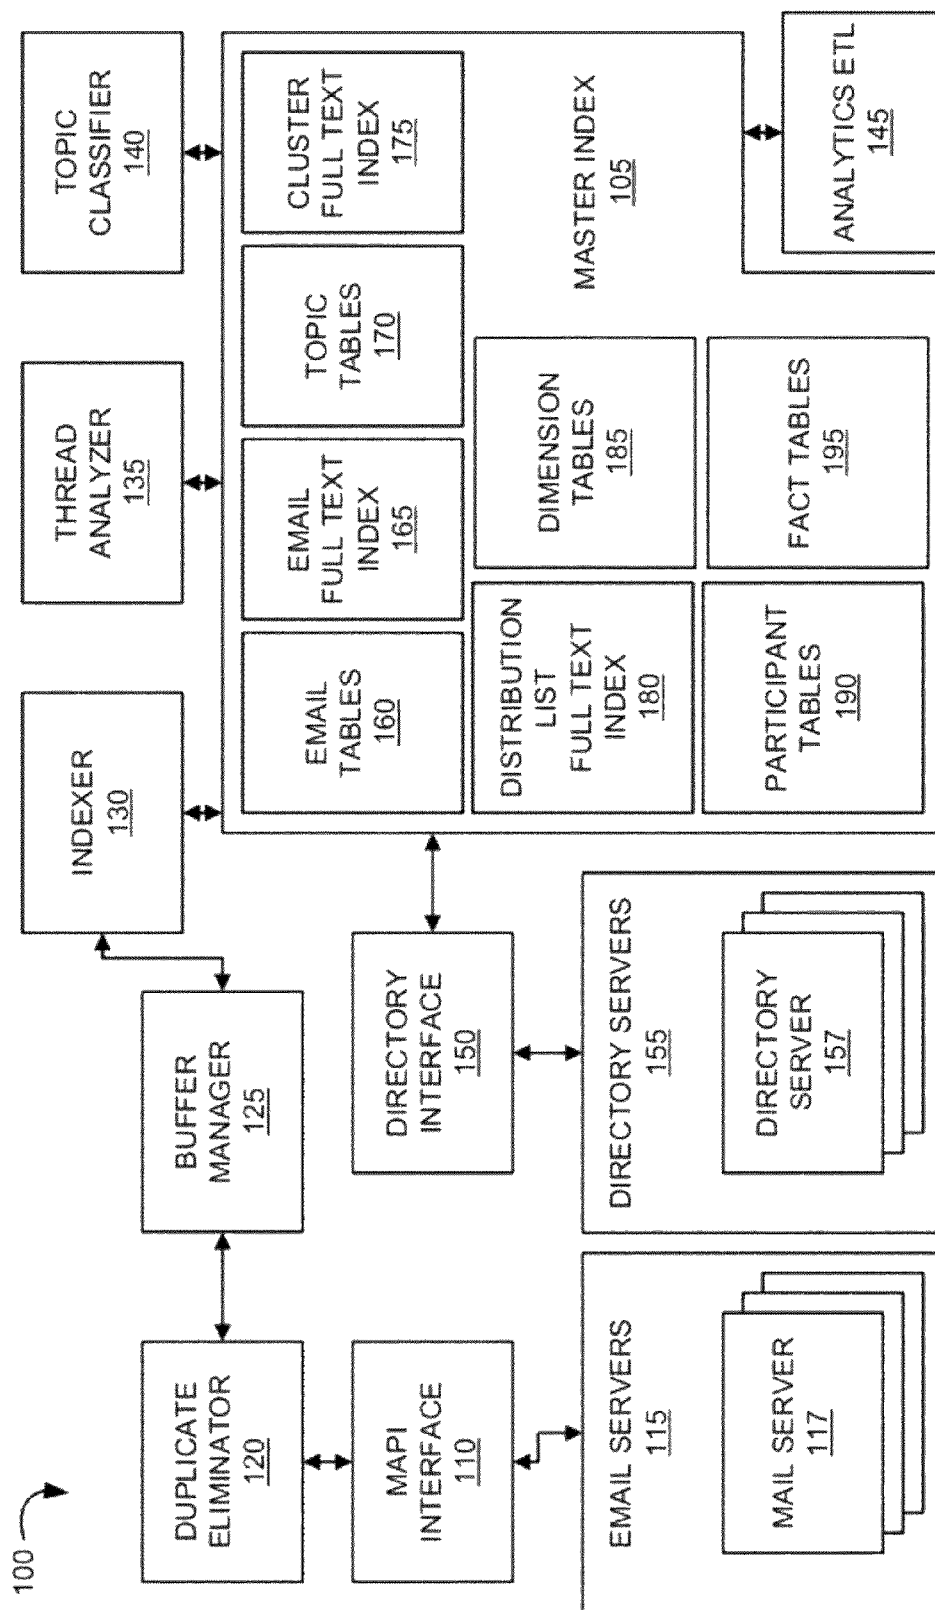 100
DUPLICATE
ELIMINATOR
120
BUFFER
MANAGER
125
INDEXER
130
THREAD
ANALYZER
135
TOPIC
CLASSIFIER
140
MAPI
INTERFACE
110
DIRECTORY
INTERFACE
150
EMAIL
TABLES
160
EMAIL
FULL TEXT
INDEX
165
TOPIC
TABLES
170
CLUSTER
FULL TEXT
INDEX
175
DISTRIBUTION
LIST
FULL TEXT
INDEX
180
DIMENSION
TABLES
185
MASTER INDEX
105
PARTICIPANT
TABLES
190
FACT TABLES
195
EMAIL SERVERS
115
MAIL SERVER
117
DIRECTORY SERVERS
155
DIRECTORY
SERVER
157
ANALYTICS ETL
145